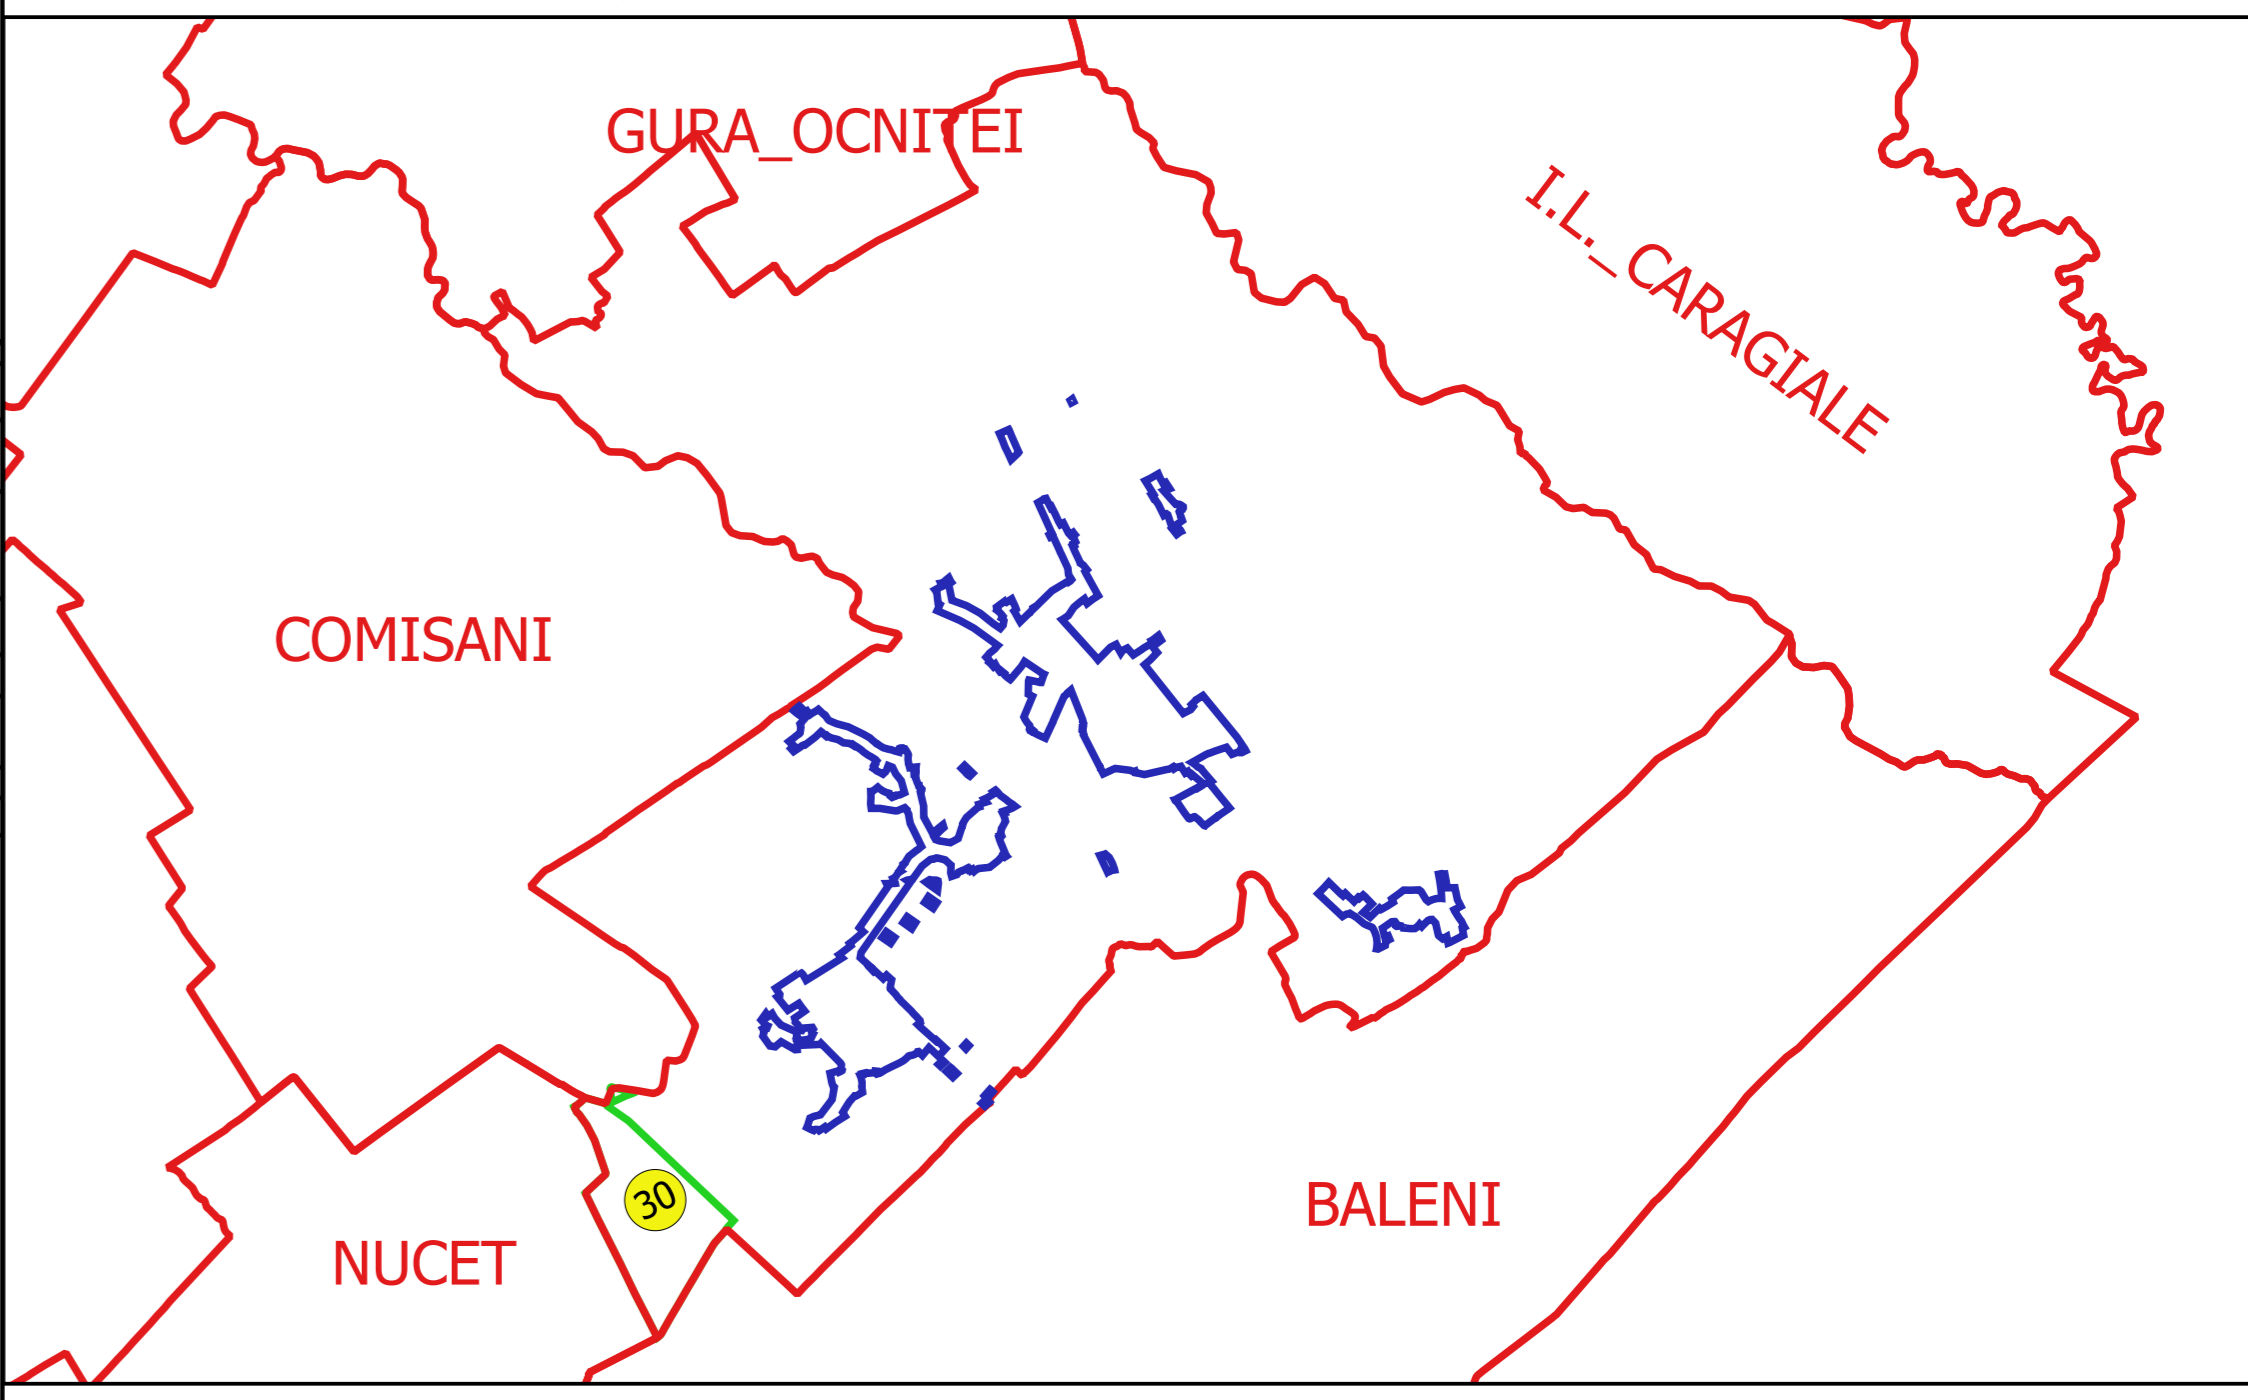 GURA_OCNITEI
I.L._CARAGIALE
COMISANI
30
BALENI
NUCET